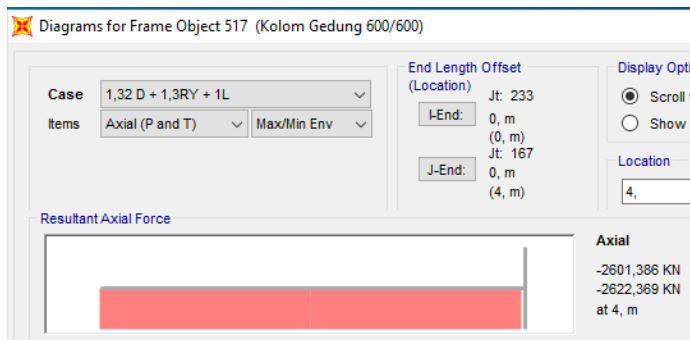 Diagrams for Frame Object 517 (Kolom Gedung 600/600)
Case 1,32 D + 1,3RY + 1L
Items Axial (P and T) Max/Min Env
End Length Offset
(Location)
Jt: 233
I-End: 0, m
(0, m)
Jt: 167
J-End: 0, m
(4, m)
Display Opti
Scroll
Show
Location
4,
Resultant Axial Force
Axial
-2601,386 KN
-2622,369 KN
at 4, m